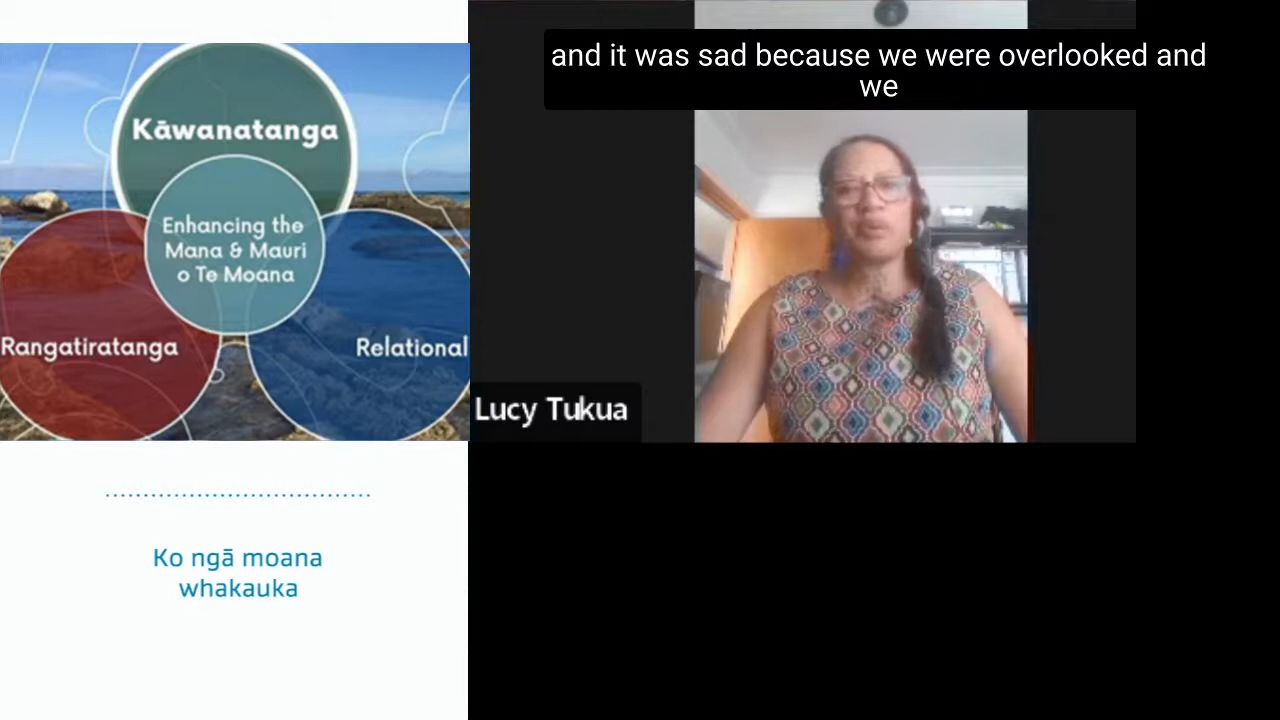 Kāwanatanga
Enhancing the
Mana & Mauri
o Te Moana
Rangatiratanga
Relational
Ko ngā moana
whakauka
and it was sad because we were overlooked and
we
Lucy Tukua